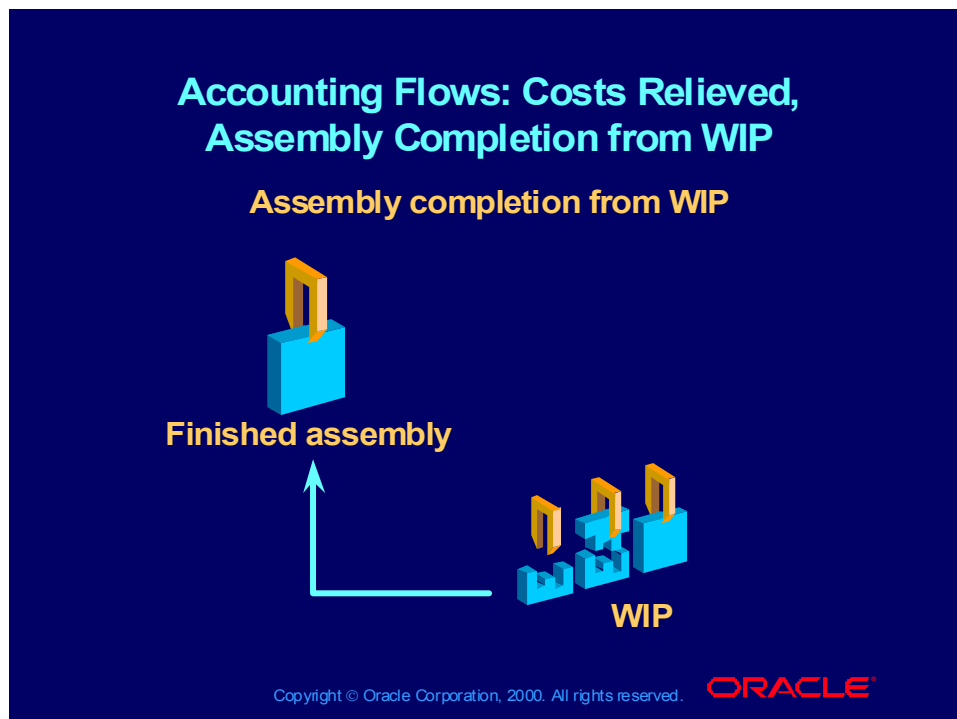 Accounting Flows: Costs Relieved,
Assembly Completion from WIP
Assembly completion from WIP
Finished assembly
WIP
Copyright © Oracle Corporation, 2000. All rights reserved.
ORACLE®